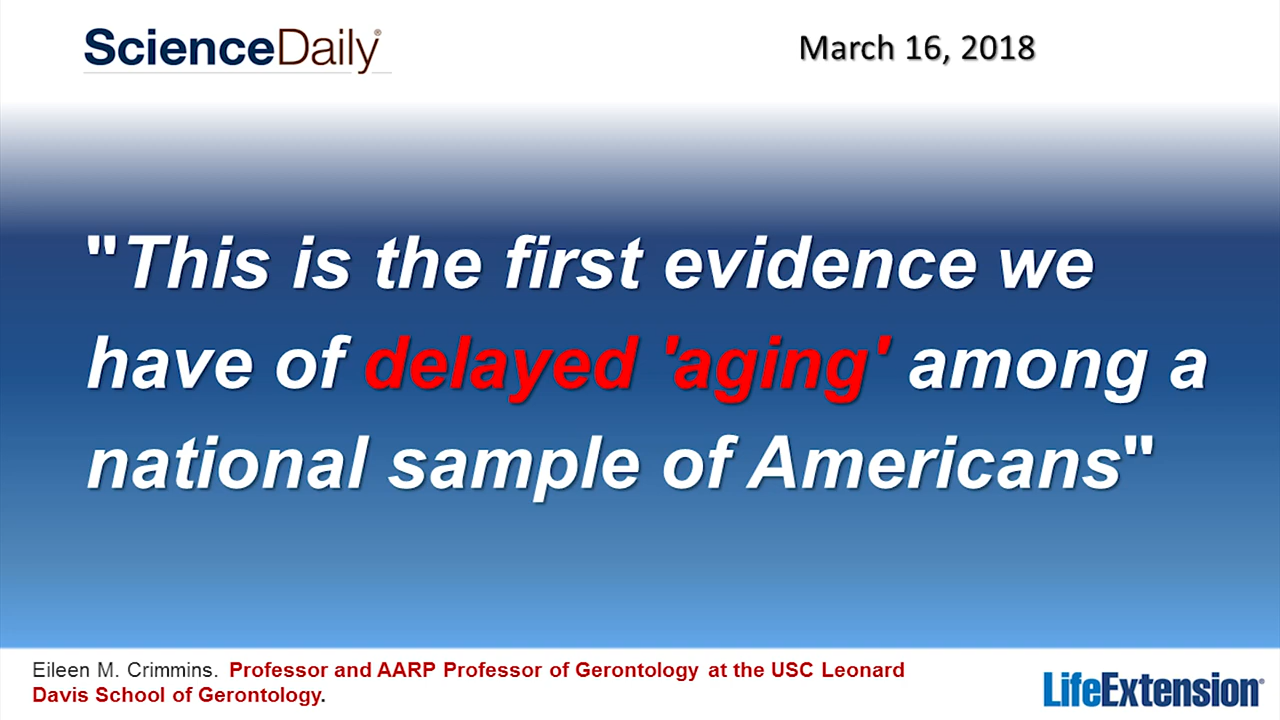 ScienceDaily®
March 16, 2018
"This is the first evidence we
have of delayed 'aging' among a
national sample of Americans"
Eileen M. Crimmins. Professor and AARP Professor of Gerontology at the USC Leonard
Davis School of Gerontology.
LifeExtension®